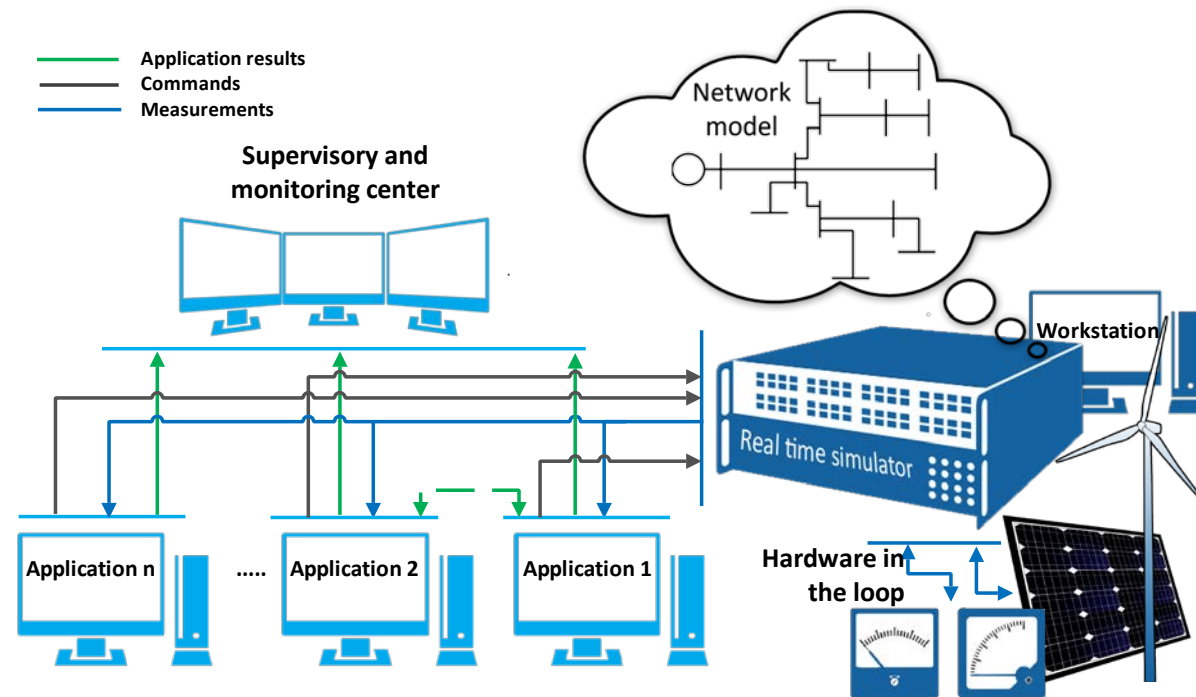 Application results
Commands
Measurements
Supervisory and
monitoring center
Network
model
Workstation
Real time simulator
Application n
.....
Application 2
Application 1
Hardware in
the loop